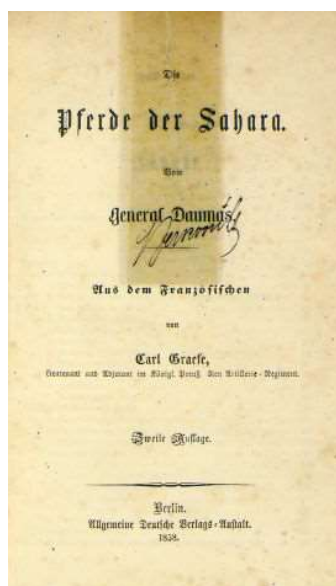 Die
Pferde der Sahara.
Vom
General Daumas.
Aus dem Französischen
von
Carl Graefe,
Lieutenant und Adjutant im Königl. Preuß. Artillerie-Regiment.
Zweite Auflage.
Berlin.
Allgemeine Deutsche Verlags-Anstalt.
1858.